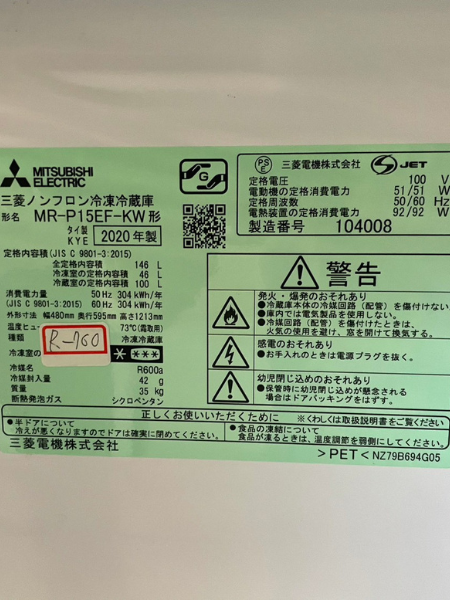 MITSUBISHI
ELECTRIC
三菱ノンフロン冷凍冷蔵庫
形名 MR-P15EF-KW形
タイ製
KYE 2020年製
定格内容積(JIS C 9801-3:2015)
全定格内容積 146 L
冷凍室の定格内容積 46 L
冷蔵室の定格内容積 100 L
消費電力量 50Hz 304 kWh/年
(JIS C 9801-3:2015) 60Hz 304 kWh/年
外形寸法 幅480mm 奥行595mm 高さ1213mm
温度ヒュー 73℃(霜取用)
種類 冷凍冷蔵庫
冷凍室の
R-760
冷媒名 R600a
冷媒封入量 42 g
質量 35 kg
断熱発泡ガス シクロペンタン
G
PS
E
三菱電機株式会社
S JET
定格電圧 100 V
電動機の定格消費電力 51/51 W
定格周波数 50/60 Hz
電熱装置の定格消費電力 92/92 W
製造番号 104008
警告
発火・爆発のおそれあり
●冷蔵庫本体の冷媒回路(配管)を傷付けない
●庫内では電気製品を使用しない。
●冷媒回路(配管)を傷付けたときは、
火気の使用を避け、窓を開けて換気する。
感電のおそれあり
●お手入れのときは電源プラグを抜く。
幼児閉じ込めのおそれあり
●保管時に幼児閉じ込めが懸念される
場合はドアパッキングをはずす。
正しくお使いいただくために ※くわしくは取扱説明書をご覧ください
●半ドアについて
冷えが悪くなりますのでドアは確実に閉めてください。
●食品の凍結について
食品が凍るときは、温度調節を弱側にしてください。
三菱電機株式会社
>PET< NZ79B694G05